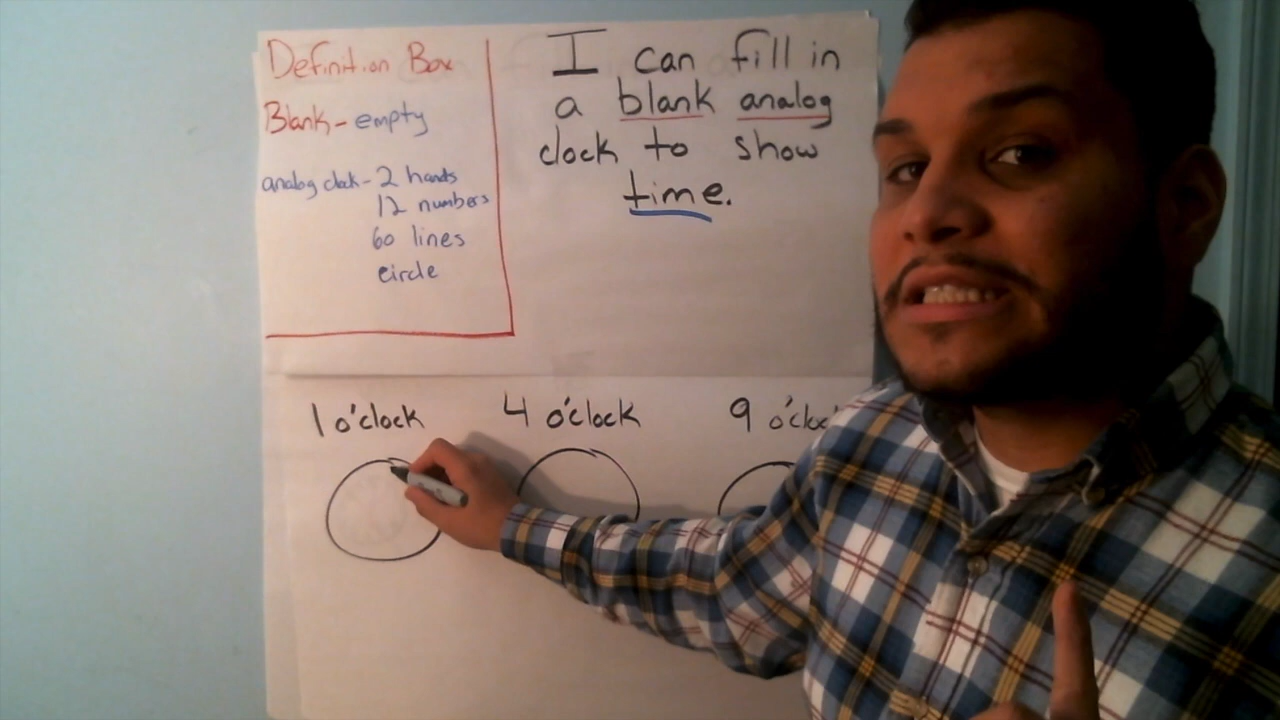 Definition Box
Blank - empty
analog clock - 2 hands
12 numbers
60 lines
circle
I can fill in
a blank analog
clock to show
time.
1 o'clock 4 o'clock 9 o'cloc